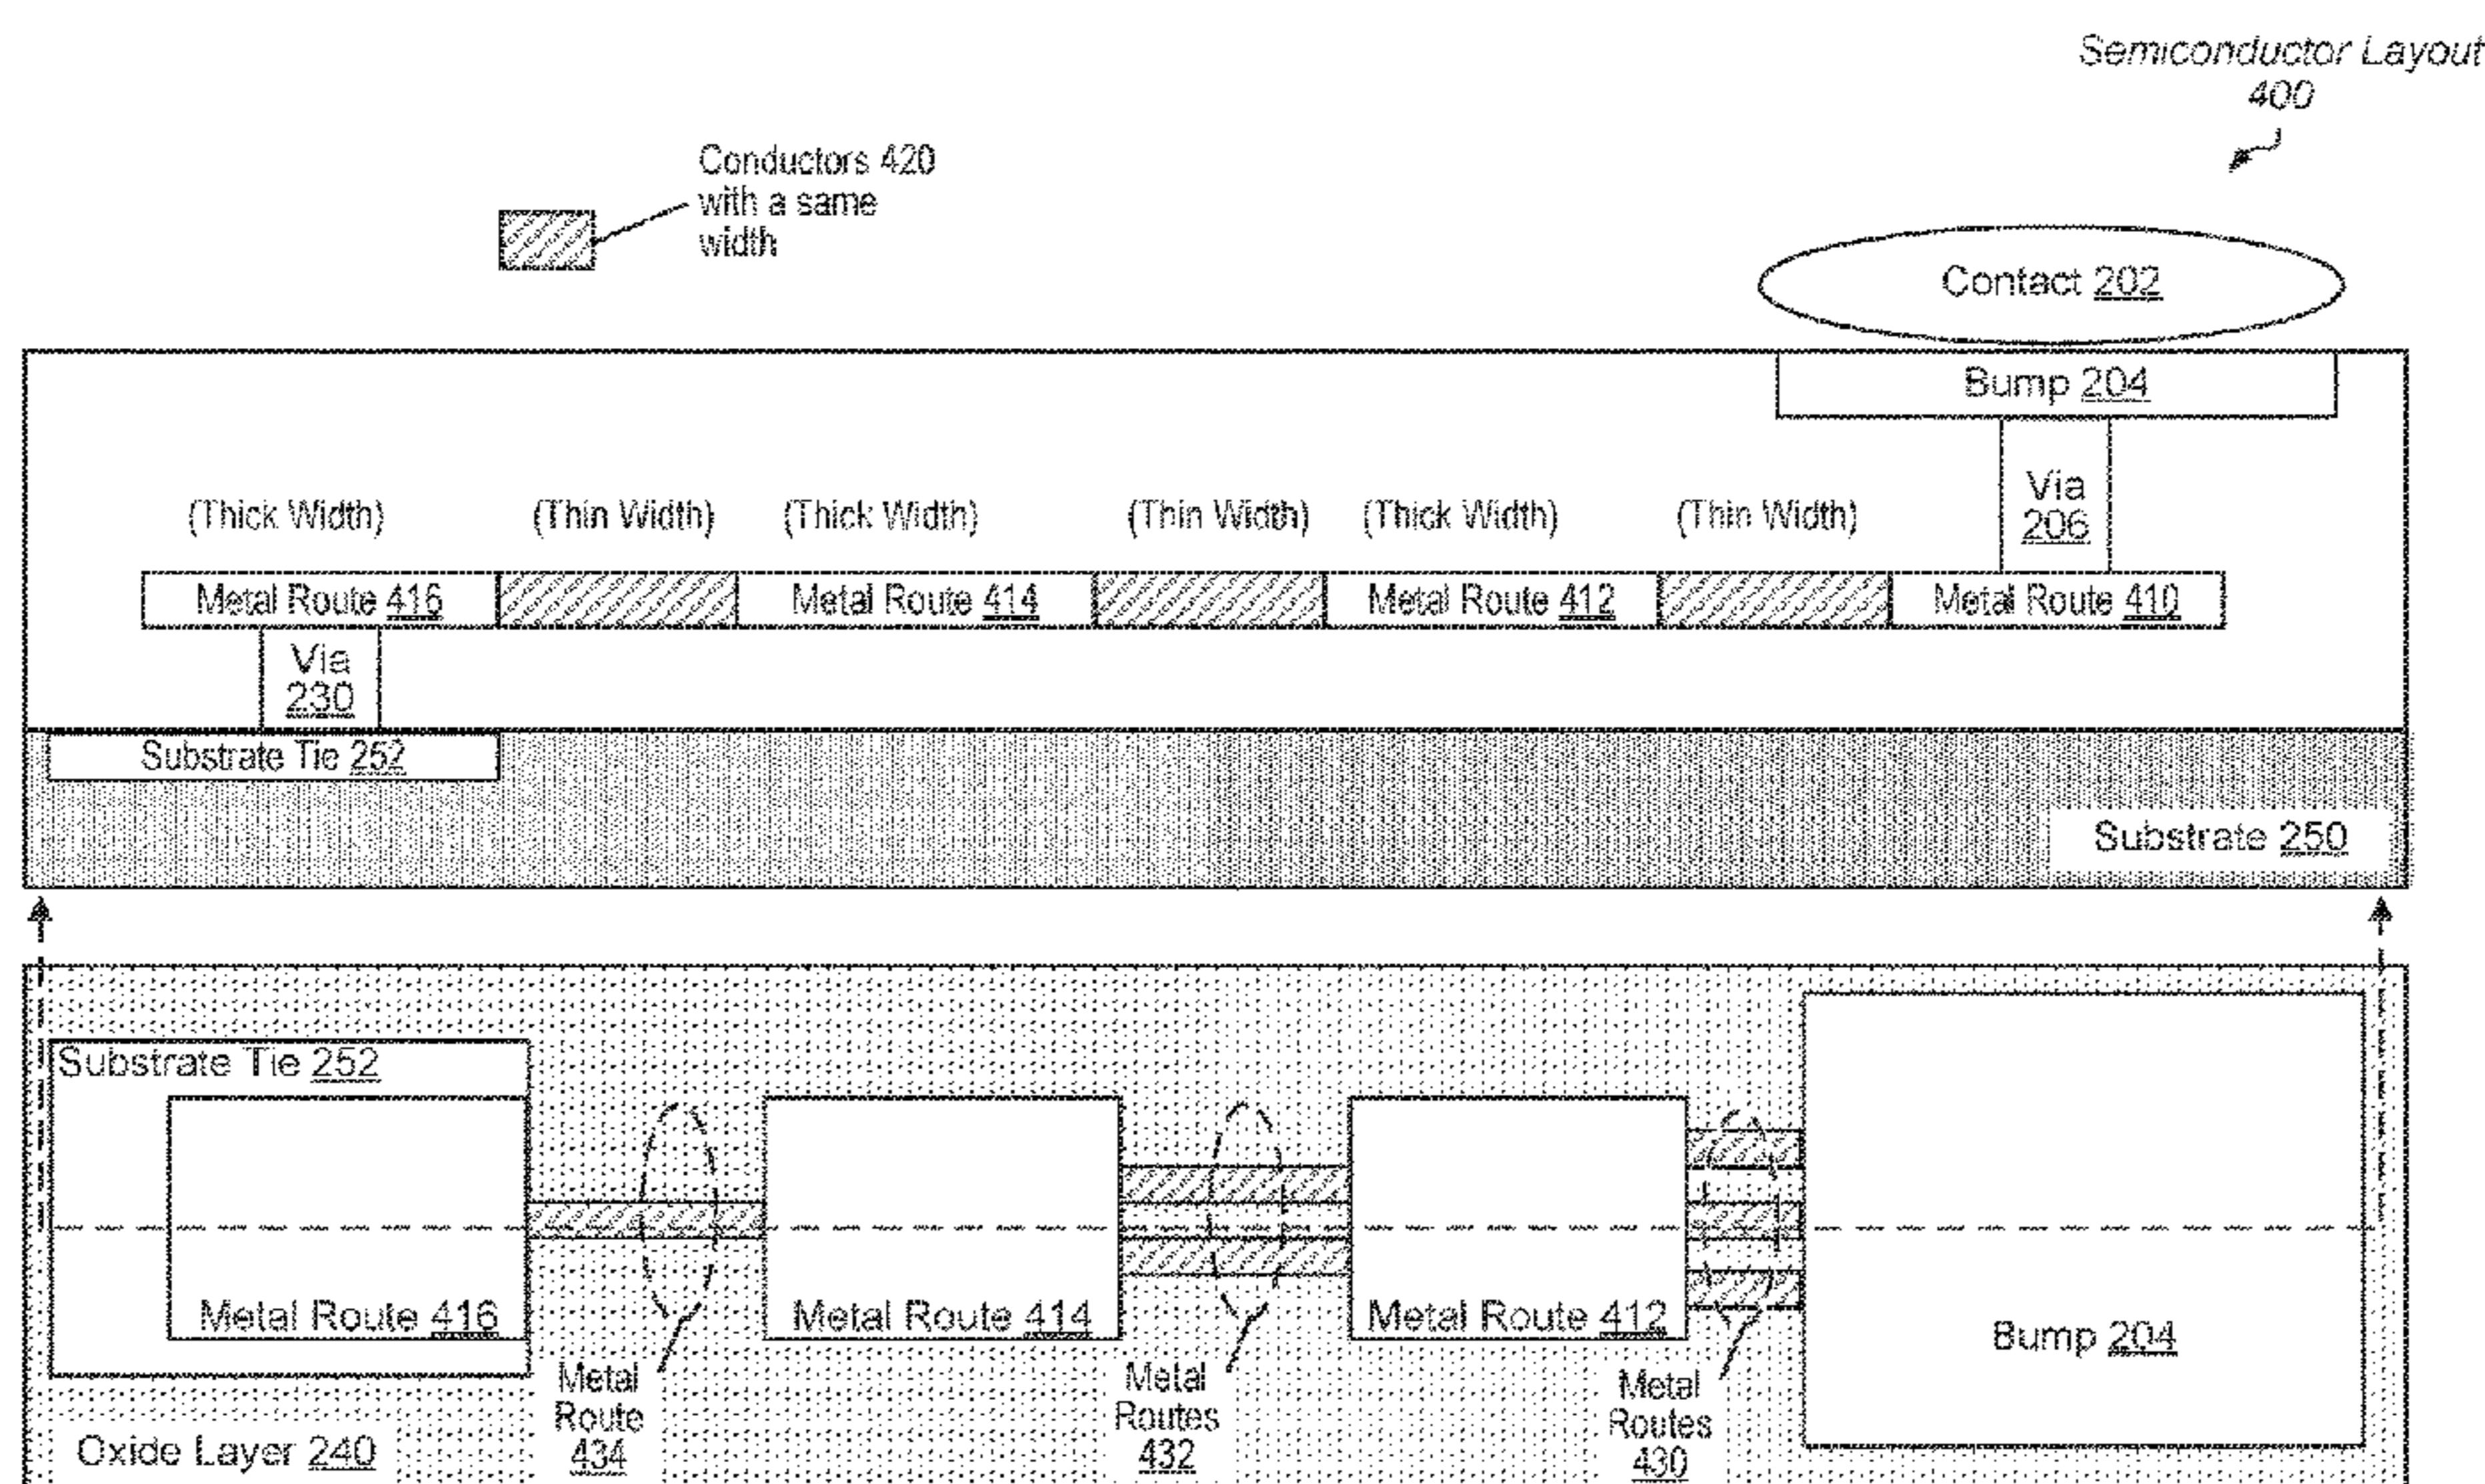 Semiconductor Layout
400
Conductors 420
with a same
width
Contact 202
Bump 204
Via
206
(Thick Width)
(Thin Width)
(Thick Width)
(Thin Width)
(Thick Width)
(Thin Width)
Metal Route 416
Metal Route 414
Metal Route 412
Metal Route 410
Via
230
Substrate Tie 252
Substrate 250
Substrate Tie 252
Metal Route 416
Metal Route 414
Metal Route 412
Bump 204
Metal
Route
434
Metal
Routes
432
Metal
Routes
430
Oxide Layer 240